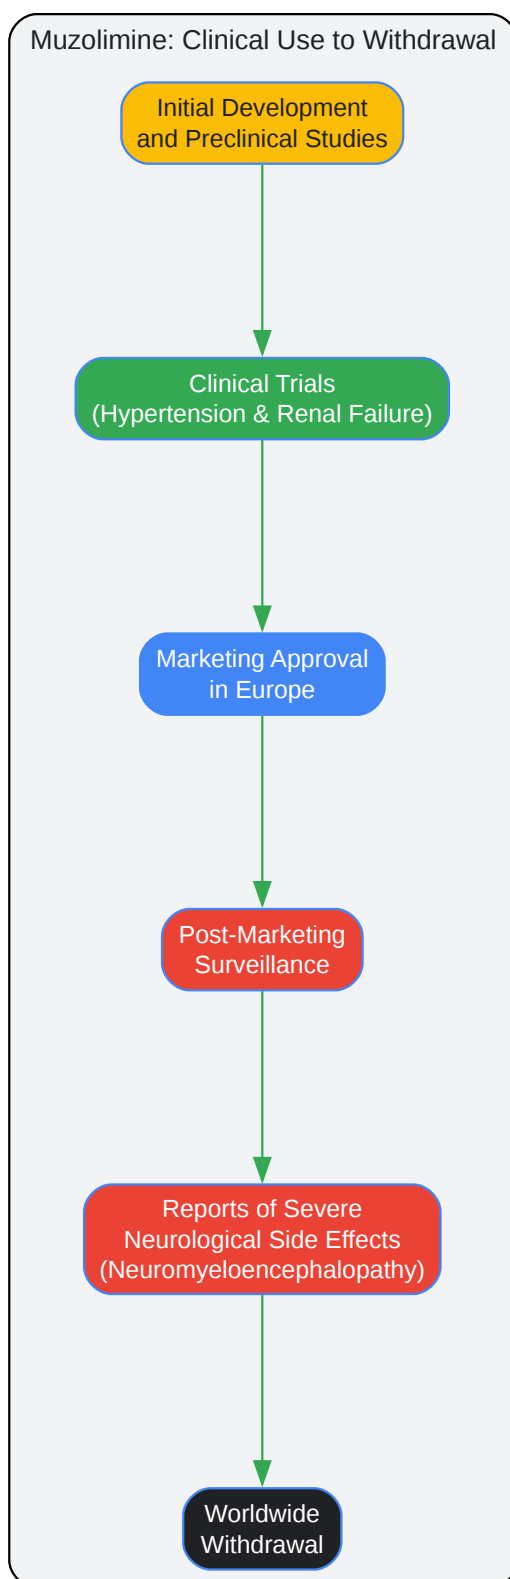 Muzolimine: Clinical Use to Withdrawal
Initial Development
and Preclinical Studies
Clinical Trials
(Hypertension & Renal Failure)
Marketing Approval
in Europe
Post-Marketing
Surveillance
Reports of Severe
Neurological Side Effects
(Neuromyeloencephalopathy)
Worldwide
Withdrawal